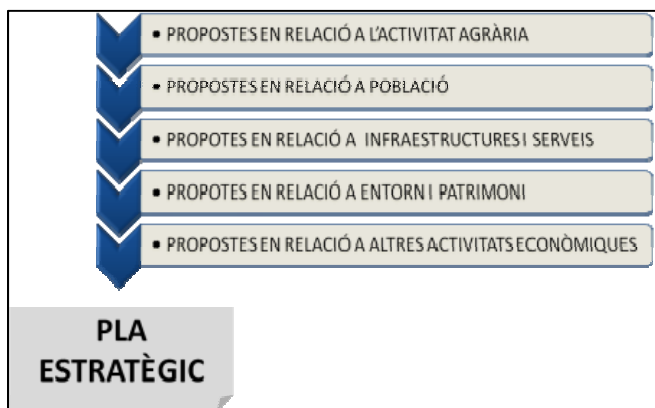 • PROPOSTES EN RELACIÓ A L'ACTIVITAT AGRÀRIA
• PROPOSTES EN RELACIÓ A POBLACIÓ
• PROPOTES EN RELACIÓ A INFRAESTRUCTURES I SERVEIS
• PROPOTES EN RELACIÓ A ENTORN I PATRIMONI
• PROPOSTES EN RELACIÓ A ALTRES ACTIVITATS ECONÒMIQUES
PLA
ESTRATÈGIC